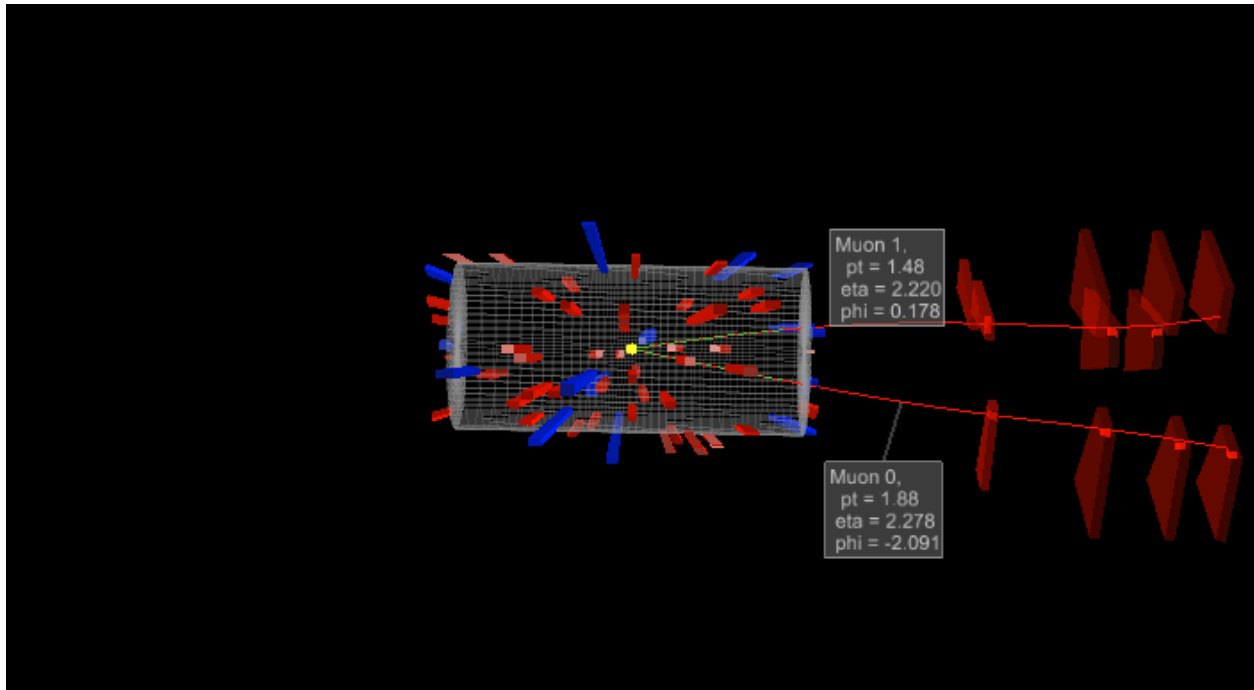 Muon 1,
pt = 1.48
eta = 2.220
phi = 0.178
Muon 0,
pt = 1.88
eta = 2.278
phi = -2.091